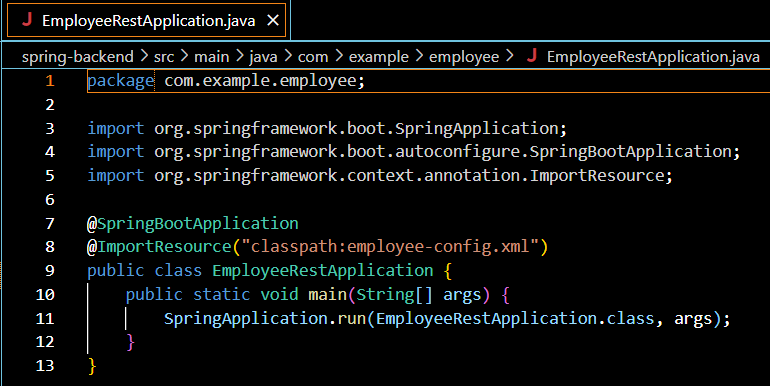 J EmployeeRestApplication.java ×
spring-backend > src > main > java > com > example > employee > J EmployeeRestApplication.java
1 package com.example.employee;
2
3 import org.springframework.boot.SpringApplication;
4 import org.springframework.boot.autoconfigure.SpringBootApplication;
5 import org.springframework.context.annotation.ImportResource;
6
7 @SpringBootApplication
8 @ImportResource("classpath:employee-config.xml")
9 public class EmployeeRestApplication {
10     public static void main(String[] args) {
11         SpringApplication.run(EmployeeRestApplication.class, args);
12     }
13 }